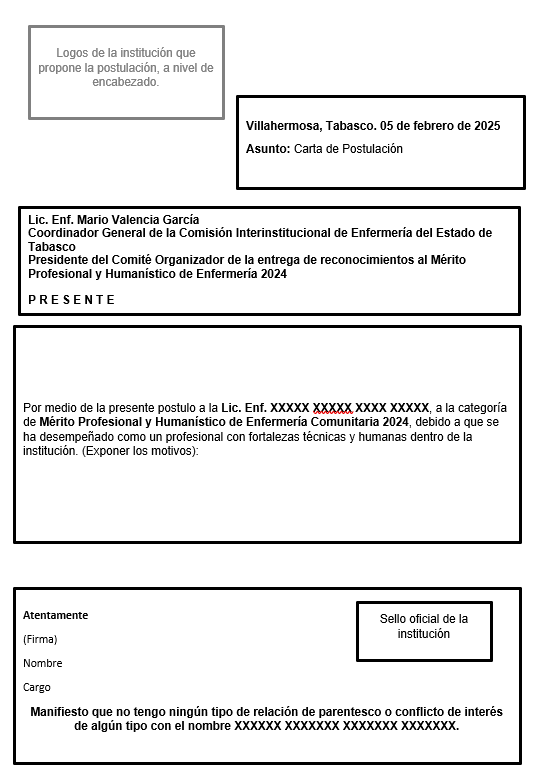 Logos de la institución que
propone la postulación, a nivel de
encabezado.
Villahermosa, Tabasco. 05 de febrero de 2025
Asunto: Carta de Postulación
Lic. Enf. Mario Valencia García
Coordinador General de la Comisión Interinstitucional de Enfermería del Estado de
Tabasco
Presidente del Comité Organizador de la entrega de reconocimientos al Mérito
Profesional y Humanístico de Enfermería 2024
P R E S E N T E
Por medio de la presente postulo a la Lic. Enf. XXXXX XXXXX XXXX XXXXX, a la categoría
de Mérito Profesional y Humanístico de Enfermería Comunitaria 2024, debido a que se
ha desempeñado como un profesional con fortalezas técnicas y humanas dentro de la
institución. (Exponer los motivos):
Atentamente
(Firma)
Nombre
Cargo
Sello oficial de la
institución
Manifiesto que no tengo ningún tipo de relación de parentesco o conflicto de interés
de algún tipo con el nombre XXXXXX XXXXXXX XXXXXXX XXXXXXX.